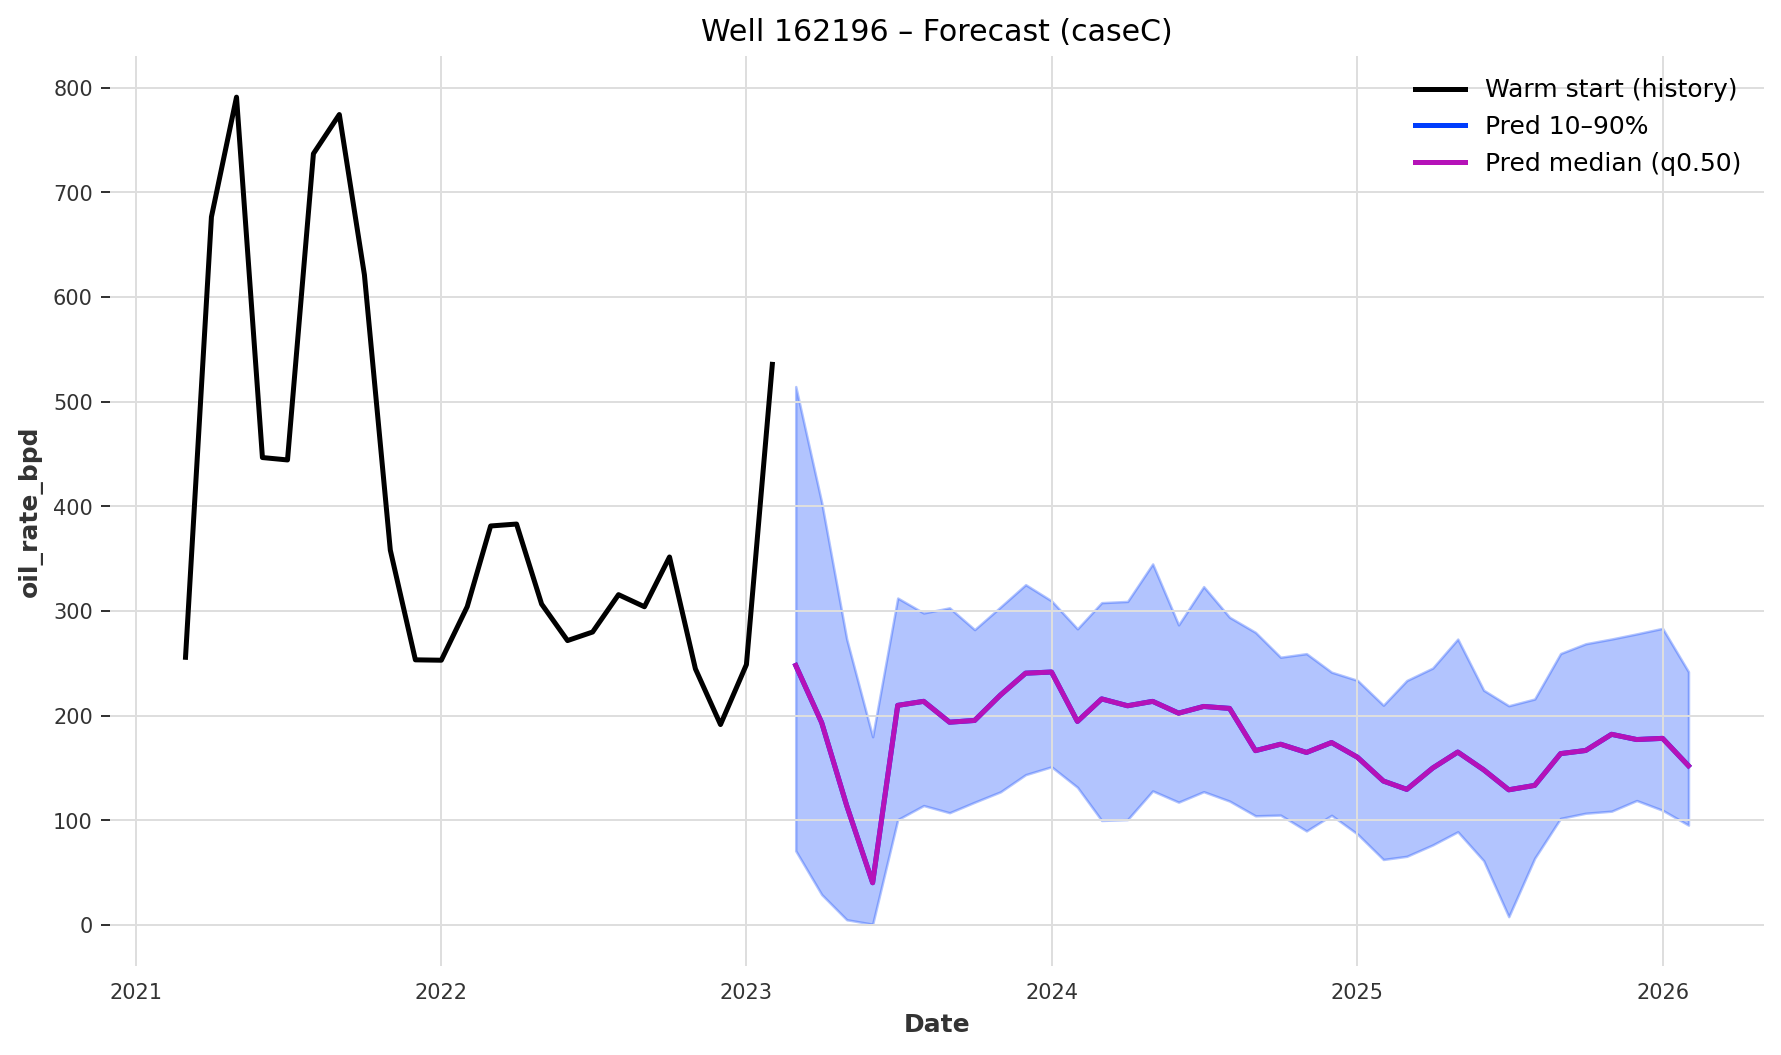 Well 162196 – Forecast (caseC)
Warm start (history)
Pred 10–90%
Pred median (q0.50)
oil_rate_bpd
800
700
600
500
400
300
200
100
0
2021 2022 2023 2024 2025 2026
Date